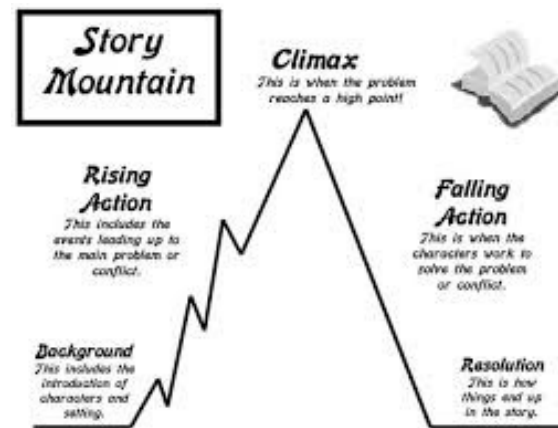 Story
Mountain
Climax
This is when the problem
reaches a high point!
Rising
Action
This includes the
events leading up to
the main problem or
conflict.
Falling
Action
This is when the
characters work to
solve the problem
or conflict.
Background
This includes the
introduction of
characters and
setting.
Resolution
This is how
things end up
in the story.